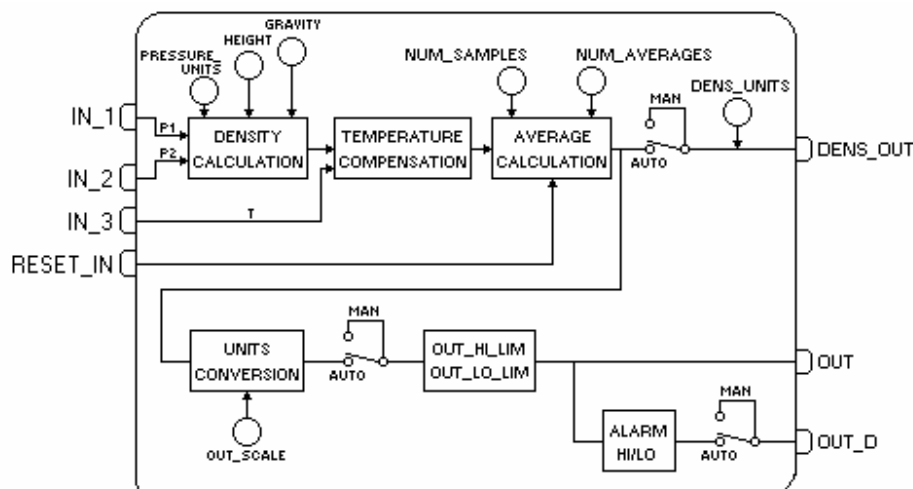 GRAVITY
HEIGHT
PRESSURE_
UNITS
NUM_SAMPLES
NUM_AVERAGES
DENS_UNITS
MAN
IN_1
P1
DENSITY
CALCULATION
TEMPERATURE
COMPENSATION
AVERAGE
CALCULATION
AUTO
DENS_OUT
P2
IN_2
IN_3
T
RESET_IN
MAN
UNITS
CONVERSION
AUTO
OUT_HI_LIM
OUT_LO_LIM
OUT
OUT_SCALE
MAN
ALARM
HI/LO
AUTO
OUT_D